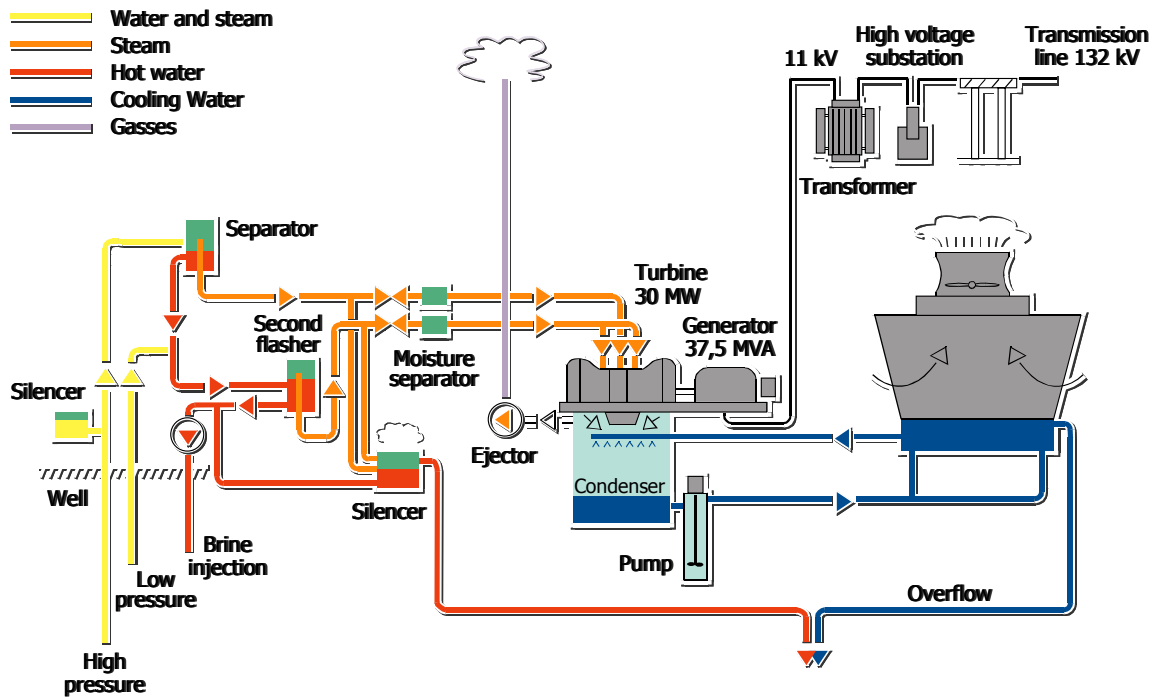 Water and steam
Steam
Hot water
Cooling Water
Gasses
11 kV
High voltage
substation
Transmission
line 132 kV
Transformer
Separator
Turbine
30 MW
Second
flasher
Generator
37,5 MVA
Moisture
separator
Silencer
Ejector
Condenser
Well
Silencer
Brine
injection
Pump
Low
pressure
Overflow
High
pressure